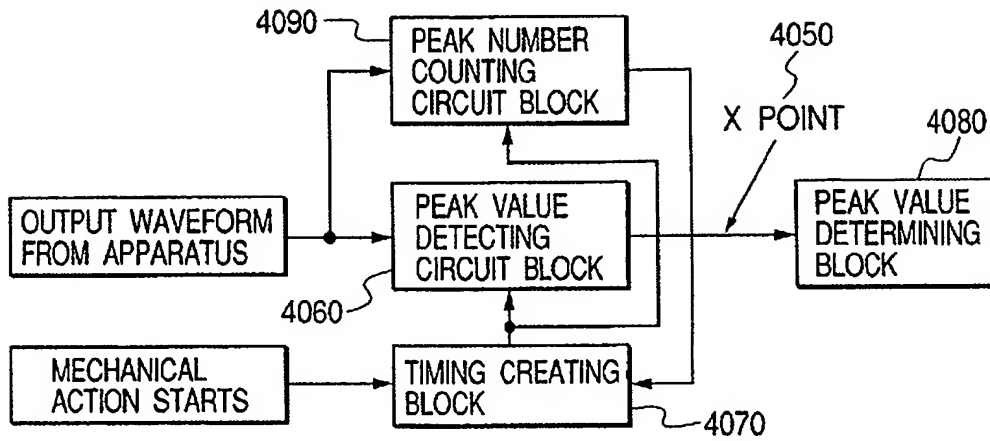 4090
PEAK NUMBER
COUNTING
CIRCUIT BLOCK
4050
X POINT
4080
OUTPUT WAVEFORM
FROM APPARATUS
PEAK VALUE
DETECTING
CIRCUIT BLOCK
PEAK VALUE
DETERMINING
BLOCK
4060
MECHANICAL
ACTION STARTS
TIMING CREATING
BLOCK
4070